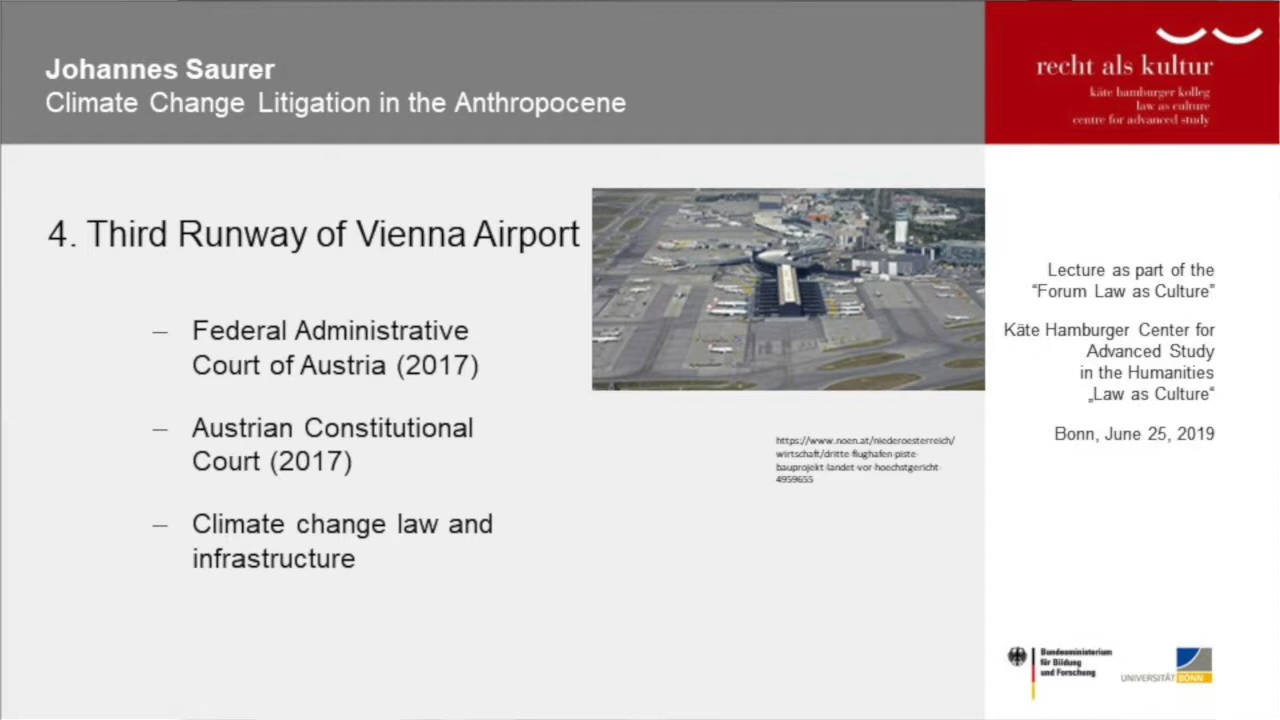 Johannes Saurer
Climate Change Litigation in the Anthropocene
recht als kultur
käte hamburger kolleg
law as culture
centre for advanced study
4. Third Runway of Vienna Airport
– Federal Administrative
Court of Austria (2017)
– Austrian Constitutional
Court (2017)
– Climate change law and
infrastructure
https://www.noen.at/niederoesterreich/
wirtschaft/dritte-flughafen-piste-
bauprojekt-landet-vor-hoechstgericht-
4959655
Lecture as part of the
“Forum Law as Culture”
Käte Hamburger Center for
Advanced Study
in the Humanities
„Law as Culture“
Bonn, June 25, 2019
Bundesministerium
für Bildung
und Forschung
UNIVERSITÄT BONN